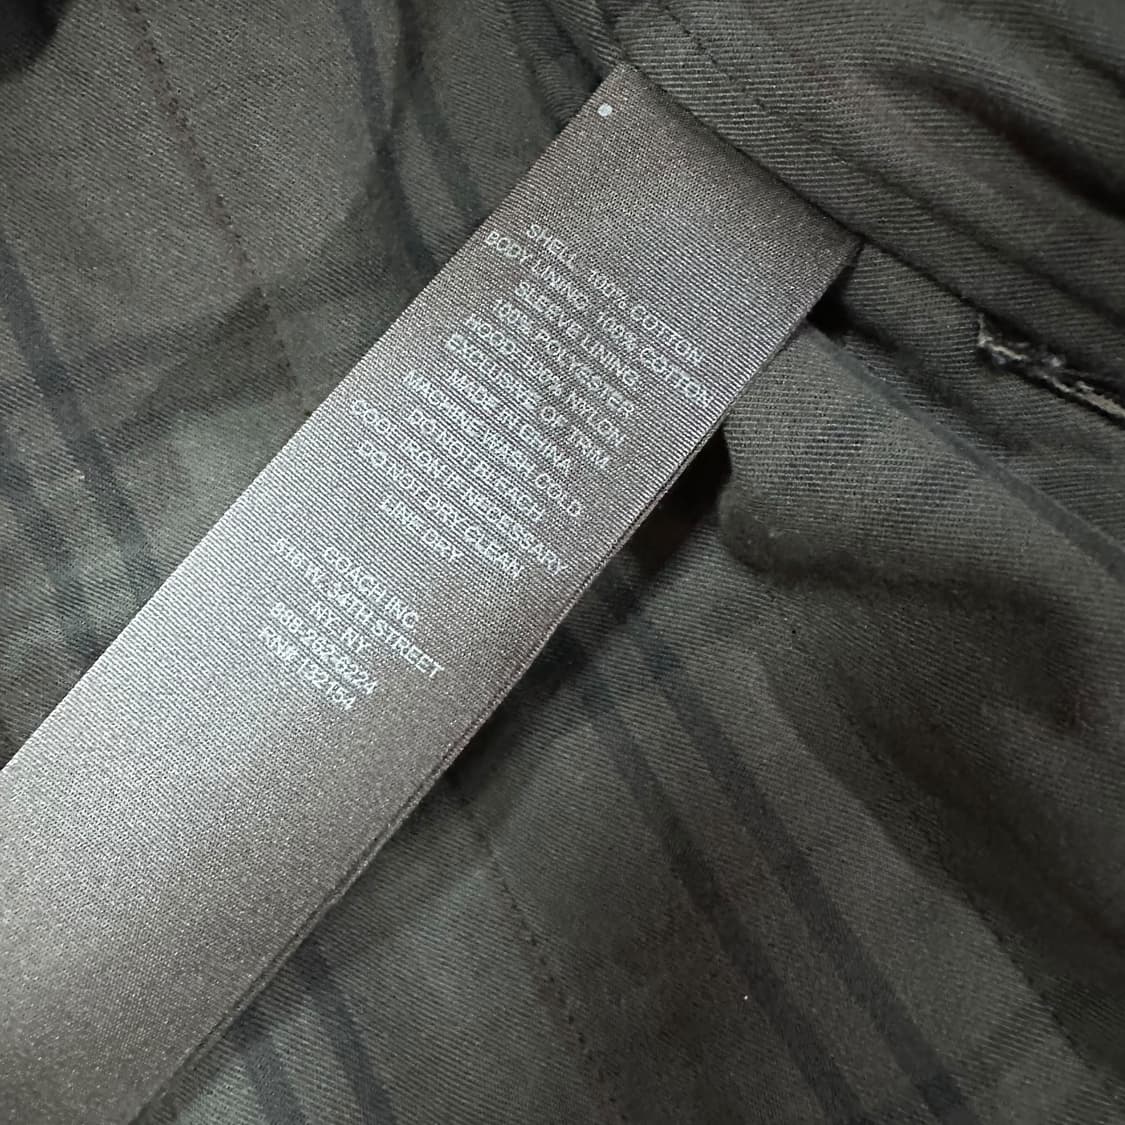 SHELL: 100% COTTON
BODY LINING: 100% COTTON
SLEEVE LINING:
100% POLYESTER
HOOD: 100% NYLON
EXCLUSIVE OF TRIM
MADE IN CHINA
MACHINE WASH COLD
DO NOT BLEACH
COOL IRON IF NECESSARY
DO NOT DRY CLEAN
LINE DRY
COACH, INC.
516 W. 34TH STREET
NY, NY
888-262-6224
RN# 132154